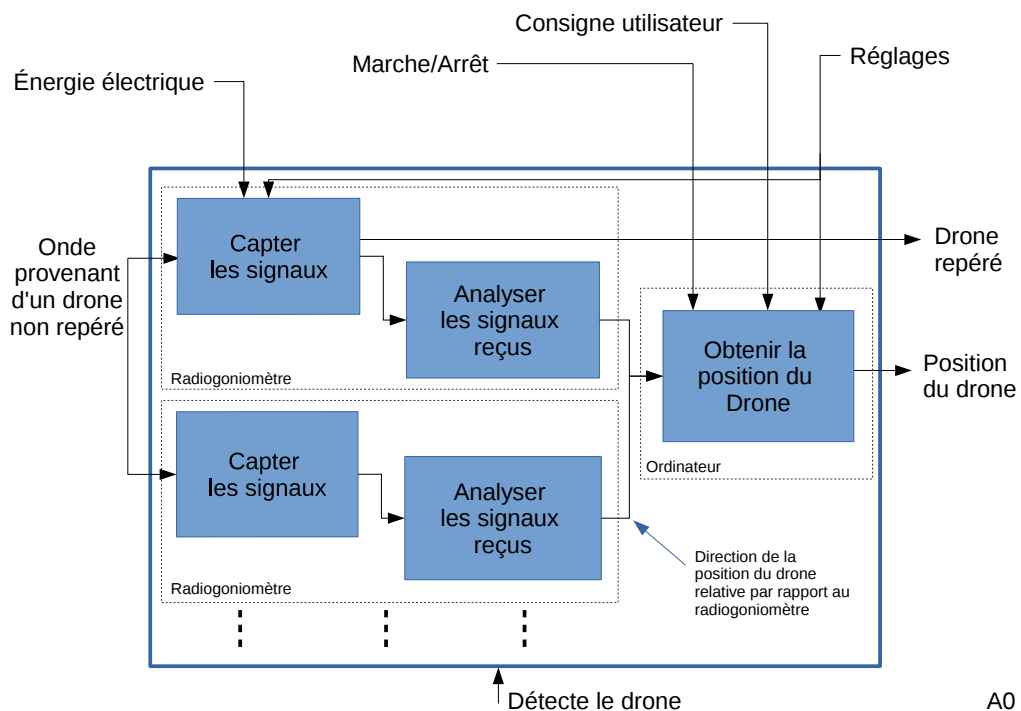 Consigne utilisateur
Marche/Arrêt
Réglages
Énergie électrique
Onde
provenant
d'un drone
non repéré
Capter
les signaux
Analyser
les signaux
reçus
Radiogoniomètre
Capter
les signaux
Analyser
les signaux
reçus
Radiogoniomètre
Obtenir la
position du
Drone
Ordinateur
Drone
repéré
Position
du drone
Direction de la
position du drone
relative par rapport au
radiogoniomètre
Détecte le drone
A0